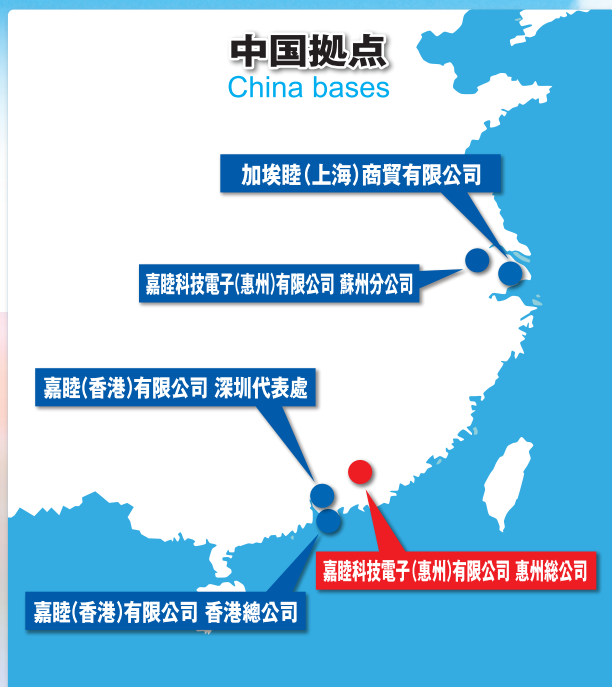 中国拠点
China bases
加埃睦(上海)商貿有限公司
嘉睦科技電子(惠州)有限公司 蘇州分公司
嘉睦(香港)有限公司 深圳代表處
嘉睦科技電子(惠州)有限公司 惠州総公司
嘉睦(香港)有限公司 香港總公司